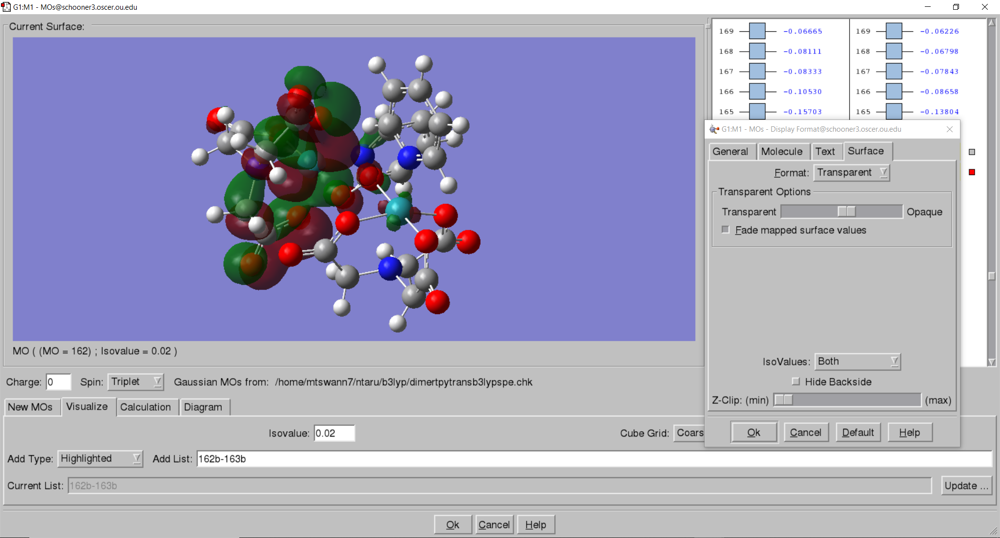 G1:M1 - MOs@schooner3.oscer.ou.edu
Current Surface:
169 -0.06665 169 -0.06226
168 -0.08111 168 -0.06798
167 -0.08333 167 -0.07843
166 -0.10530 166 -0.08658
165 -0.15703 165 -0.13804
G1:M1 - MOs - Display Format@schooner3.oscer.ou.edu
General Molecule Text Surface
Format: Transparent
Transparent Options
Transparent Opaque
Fade mapped surface values
IsoValues: Both
Hide Backside
Z-Clip: (min) (max)
Ok Cancel Default Help
MO ( (MO = 162) ; Isovalue = 0.02 )
Charge: 0 Spin: Triplet Gaussian MOs from: /home/mtswann7/ntaru/b3lyp/dimertpytransb3lypspe.chk
New MOs Visualize Calculation Diagram
Isovalue: 0.02 Cube Grid: Coars
Add Type: Highlighted Add List: 162b-163b
Current List: 162b-163b Update ...
Ok Cancel Help